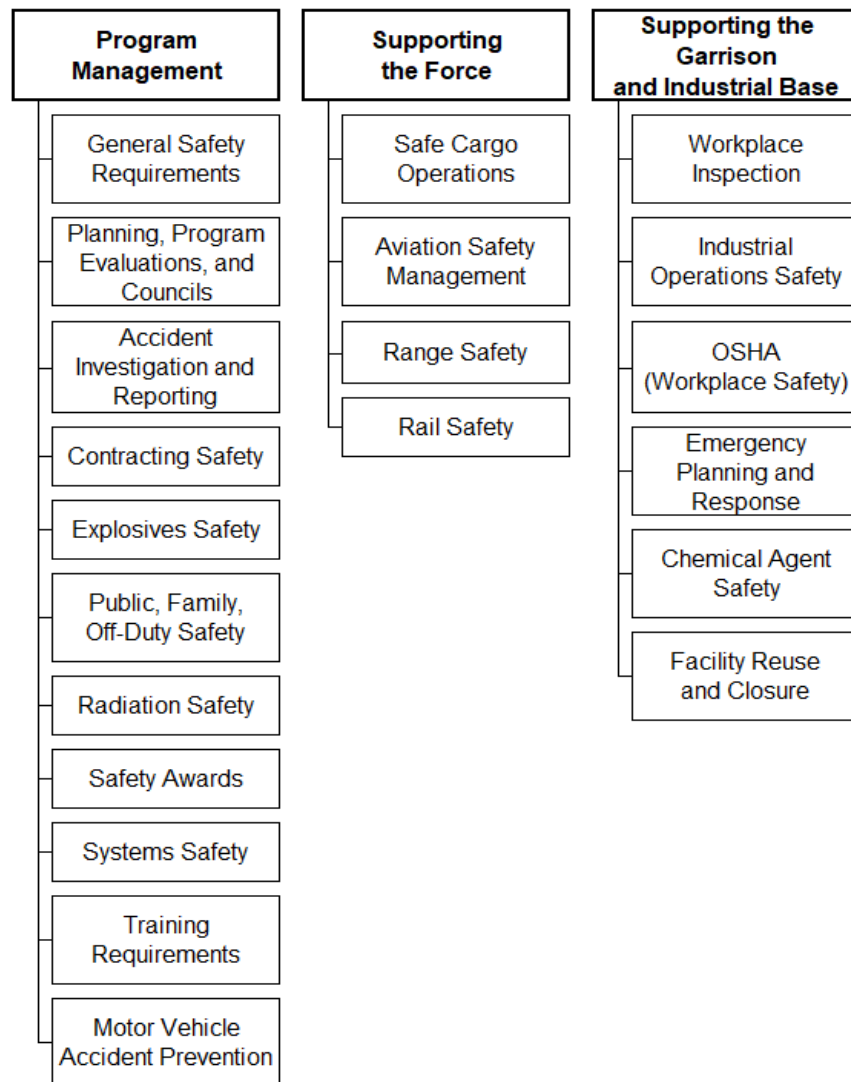 Program
Management
General Safety
Requirements
Planning, Program
Evaluations, and
Councils
Accident
Investigation and
Reporting
Contracting Safety
Explosives Safety
Public, Family,
Off-Duty Safety
Radiation Safety
Safety Awards
Systems Safety
Training
Requirements
Motor Vehicle
Accident Prevention
Supporting
the Force
Safe Cargo
Operations
Aviation Safety
Management
Range Safety
Rail Safety
Supporting the
Garrison
and Industrial Base
Workplace
Inspection
Industrial
Operations Safety
OSHA
(Workplace Safety)
Emergency
Planning and
Response
Chemical Agent
Safety
Facility Reuse
and Closure